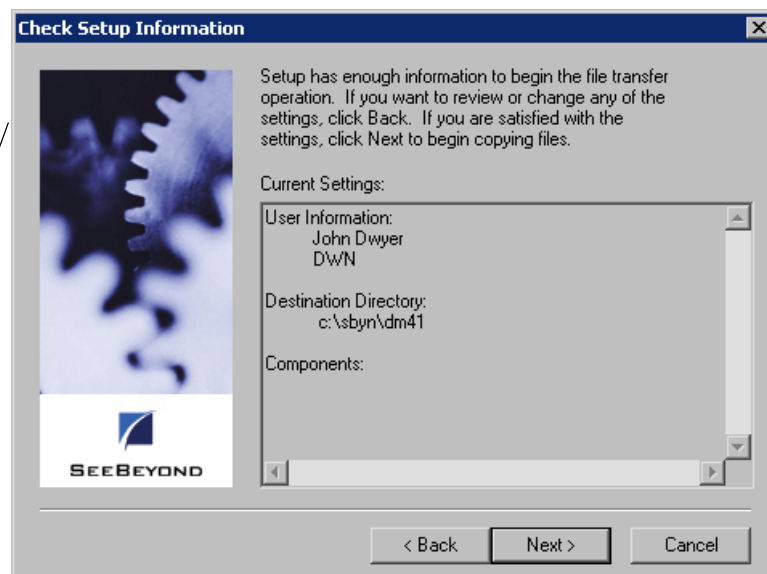 Check Setup Information
Setup has enough information to begin the file transfer
operation. If you want to review or change any of the
settings, click Back. If you are satisfied with the
settings, click Next to begin copying files.
Current Settings:
User Information:
John Dwyer
DWN
Destination Directory:
c:\sbyn\dm41
Components:
SEEBEYOND
< Back
Next >
Cancel